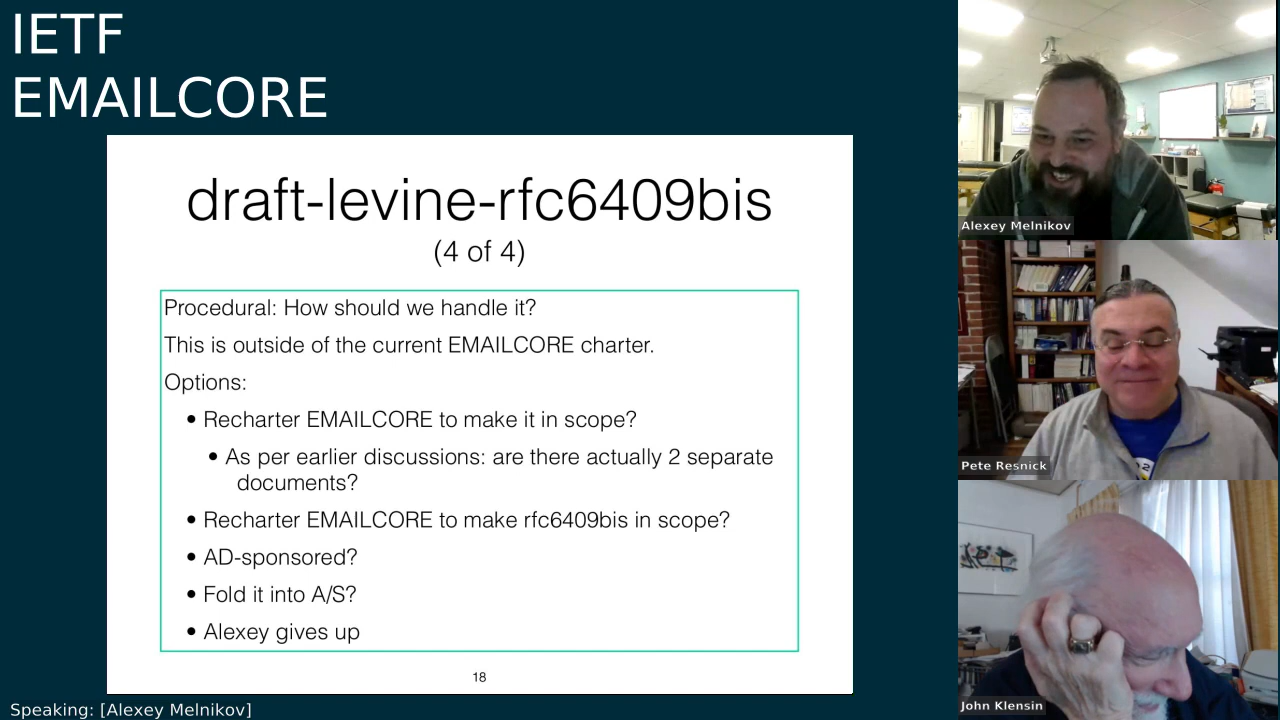 IETF
EMAILCORE
draft-levine-rfc6409bis
(4 of 4)
Procedural: How should we handle it?
This is outside of the current EMAILCORE charter.
Options:
• Recharter EMAILCORE to make it in scope?
• As per earlier discussions: are there actually 2 separate
documents?
• Recharter EMAILCORE to make rfc6409bis in scope?
• AD-sponsored?
• Fold it into A/S?
• Alexey gives up
18
Alexey Melnikov
Pete Resnick
John Klensin
Speaking: [Alexey Melnikov]